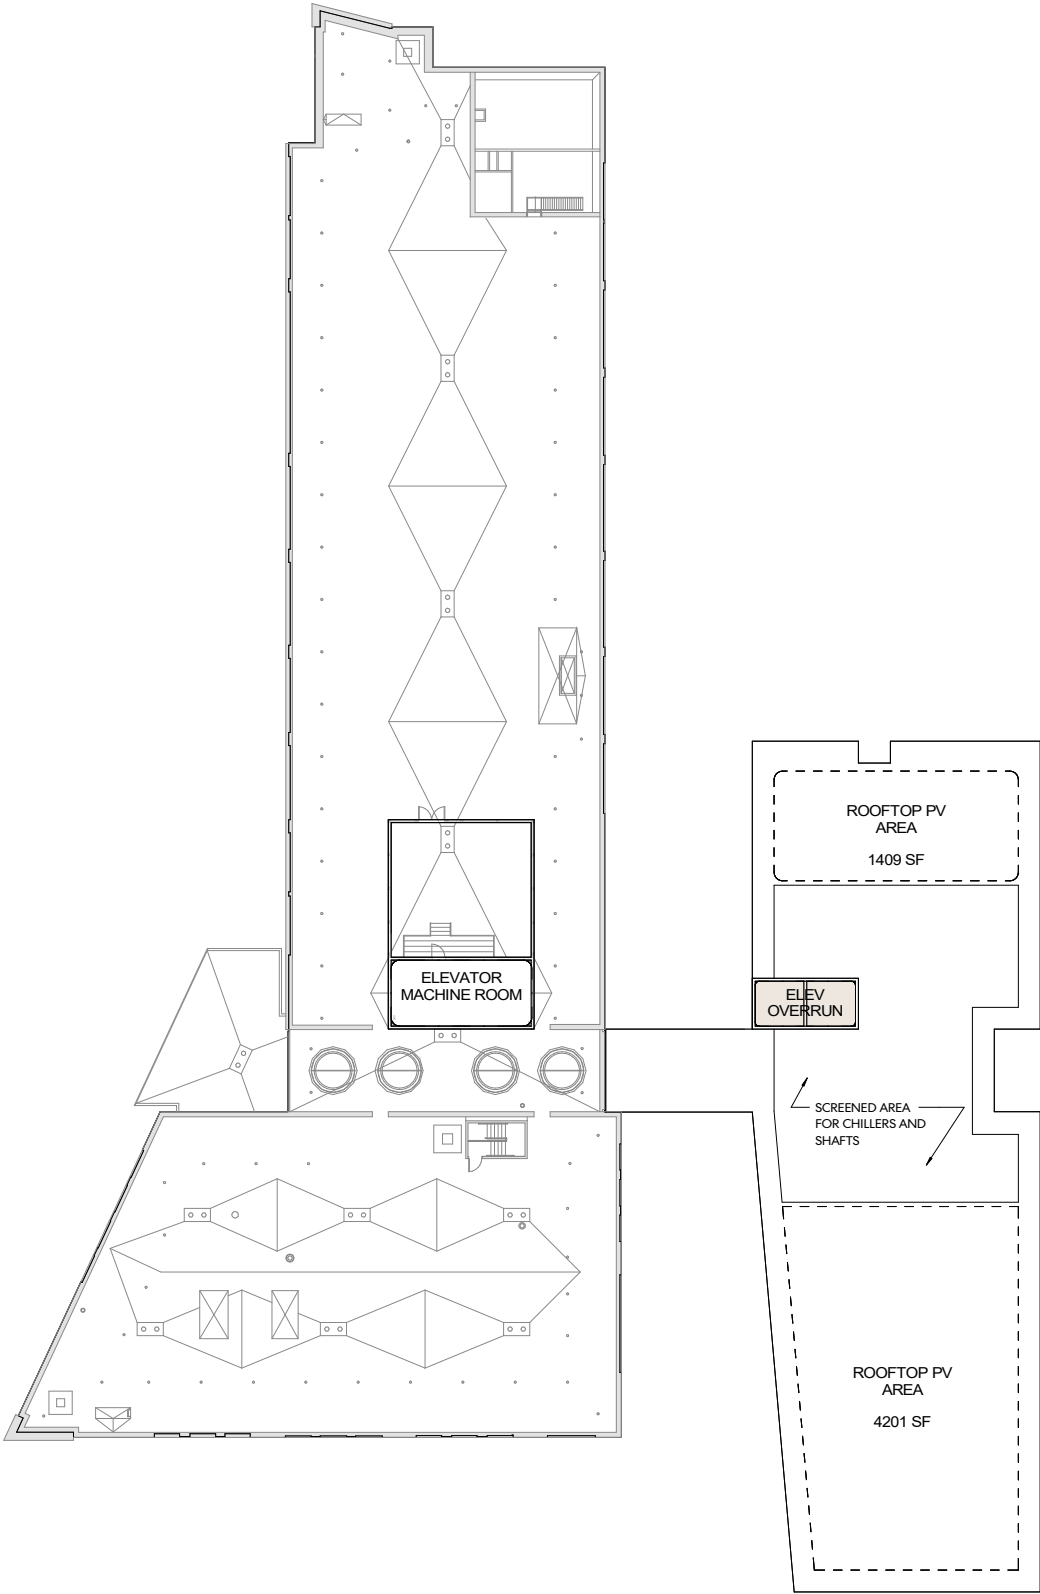 ROOFTOP PV
AREA
1409 SF
ELEVATOR
MACHINE ROOM
ELEV
OVERRUN
SCREENED AREA
FOR CHILLERS AND
SHAFTS
ROOFTOP PV
AREA
4201 SF